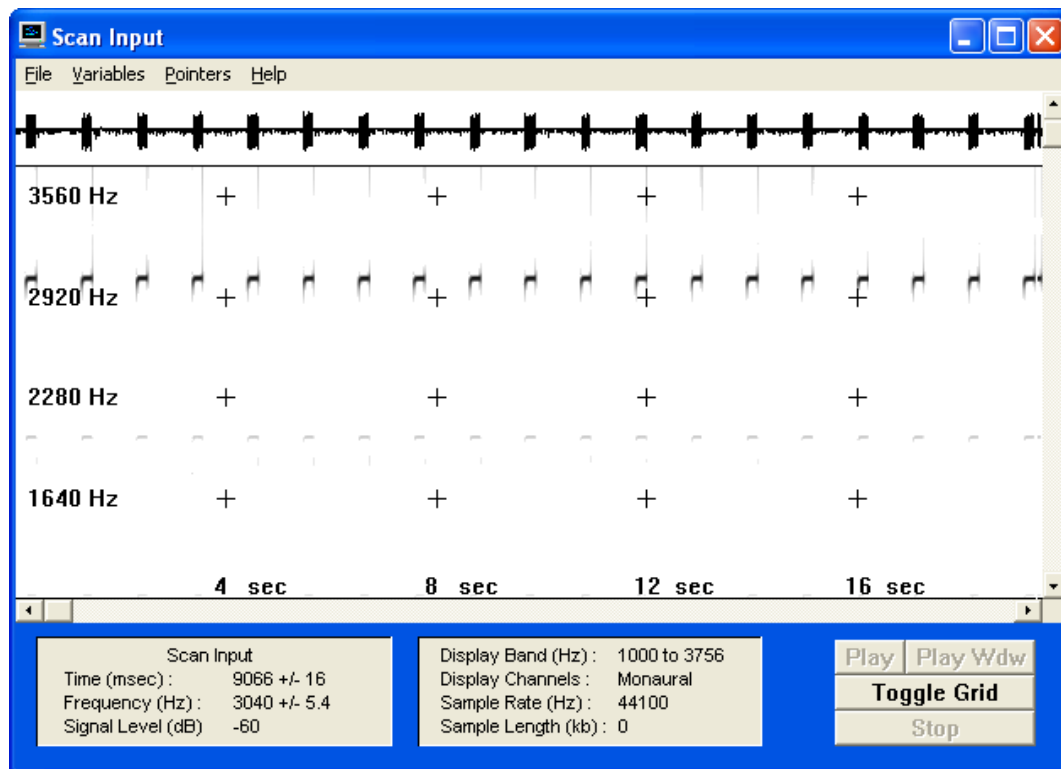 Scan Input
File Variables Pointers Help
3560 Hz
2920 Hz
2280 Hz
1640 Hz
4 sec 8 sec 12 sec 16 sec
Scan Input
Time (msec) : 9066 +/- 16
Frequency (Hz) : 3040 +/- 5.4
Signal Level (dB) -60
Display Band (Hz) : 1000 to 3756
Display Channels : Monaural
Sample Rate (Hz) : 44100
Sample Length (kb) : 0
Play Play Wdw
Toggle Grid
Stop